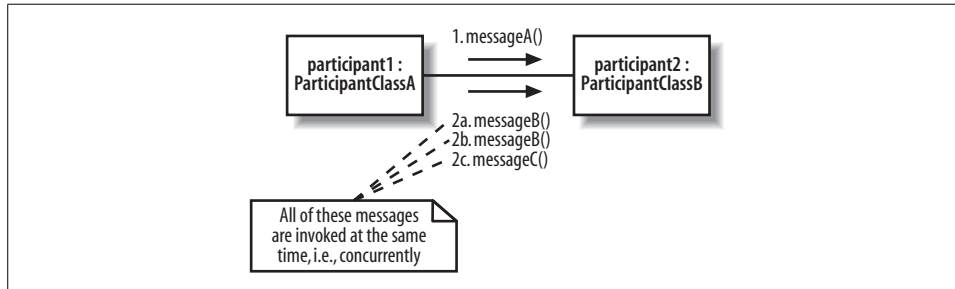 1. messageA()
participant1 :
ParticipantClassA
participant2 :
ParticipantClassB
2a. messageB()
2b. messageB()
2c. messageC()
All of these messages
are invoked at the same
time, i.e., concurrently